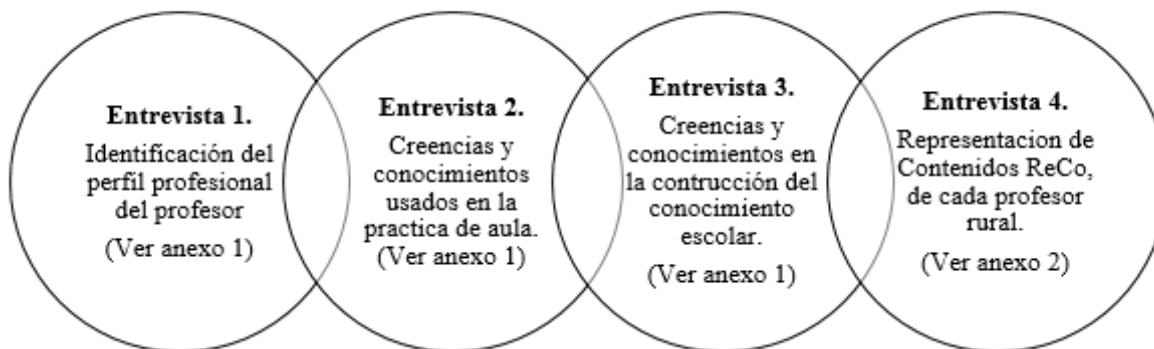 Entrevista 1.
Identificación del
perfil profesional
del profesor
(Ver anexo 1)
Entrevista 2.
Creencias y
conocimientos
usados en la
practica de aula.
(Ver anexo 1)
Entrevista 3.
Creencias y
conocimientos en
la contrucción del
conocimiento
escolar.
(Ver anexo 1)
Entrevista 4.
Representacion de
Contenidos ReCo,
de cada profesor
rural.
(Ver anexo 2)